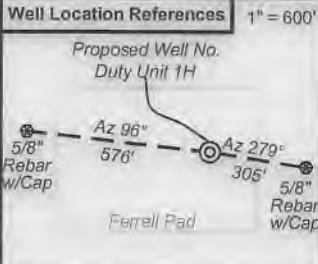 Well Location References
1" = 600'
Proposed Well No.
Duty Unit 1H
Az 96°
576'
Az 279°
305'
5/8"
Rebar
w/Cap
5/8"
Rebar
w/Cap
Ferrell Pad